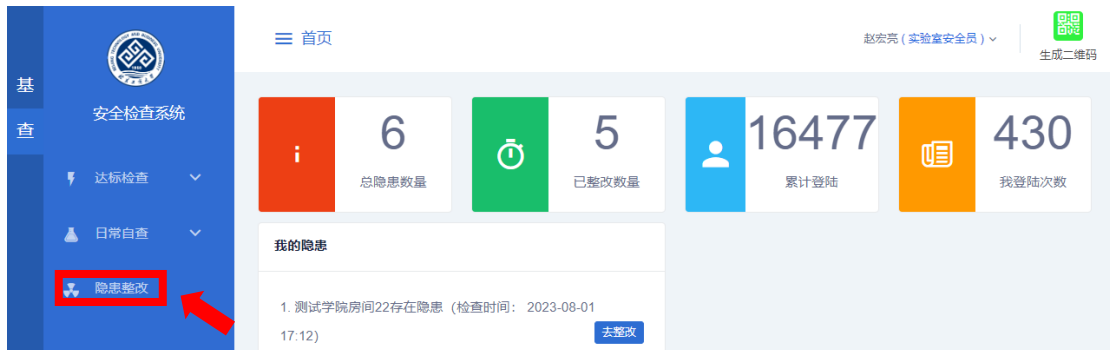 基
查
安全检查系统
达标检查
日常自查
隐患整改
首页
赵宏亮 ( 实验室安全员 )
生成二维码
6
总隐患数量
5
已整改数量
16477
累计登陆
430
我登陆次数
我的隐患
1. 测试学院房间22存在隐患（检查时间： 2023-08-01
17:12)
去整改